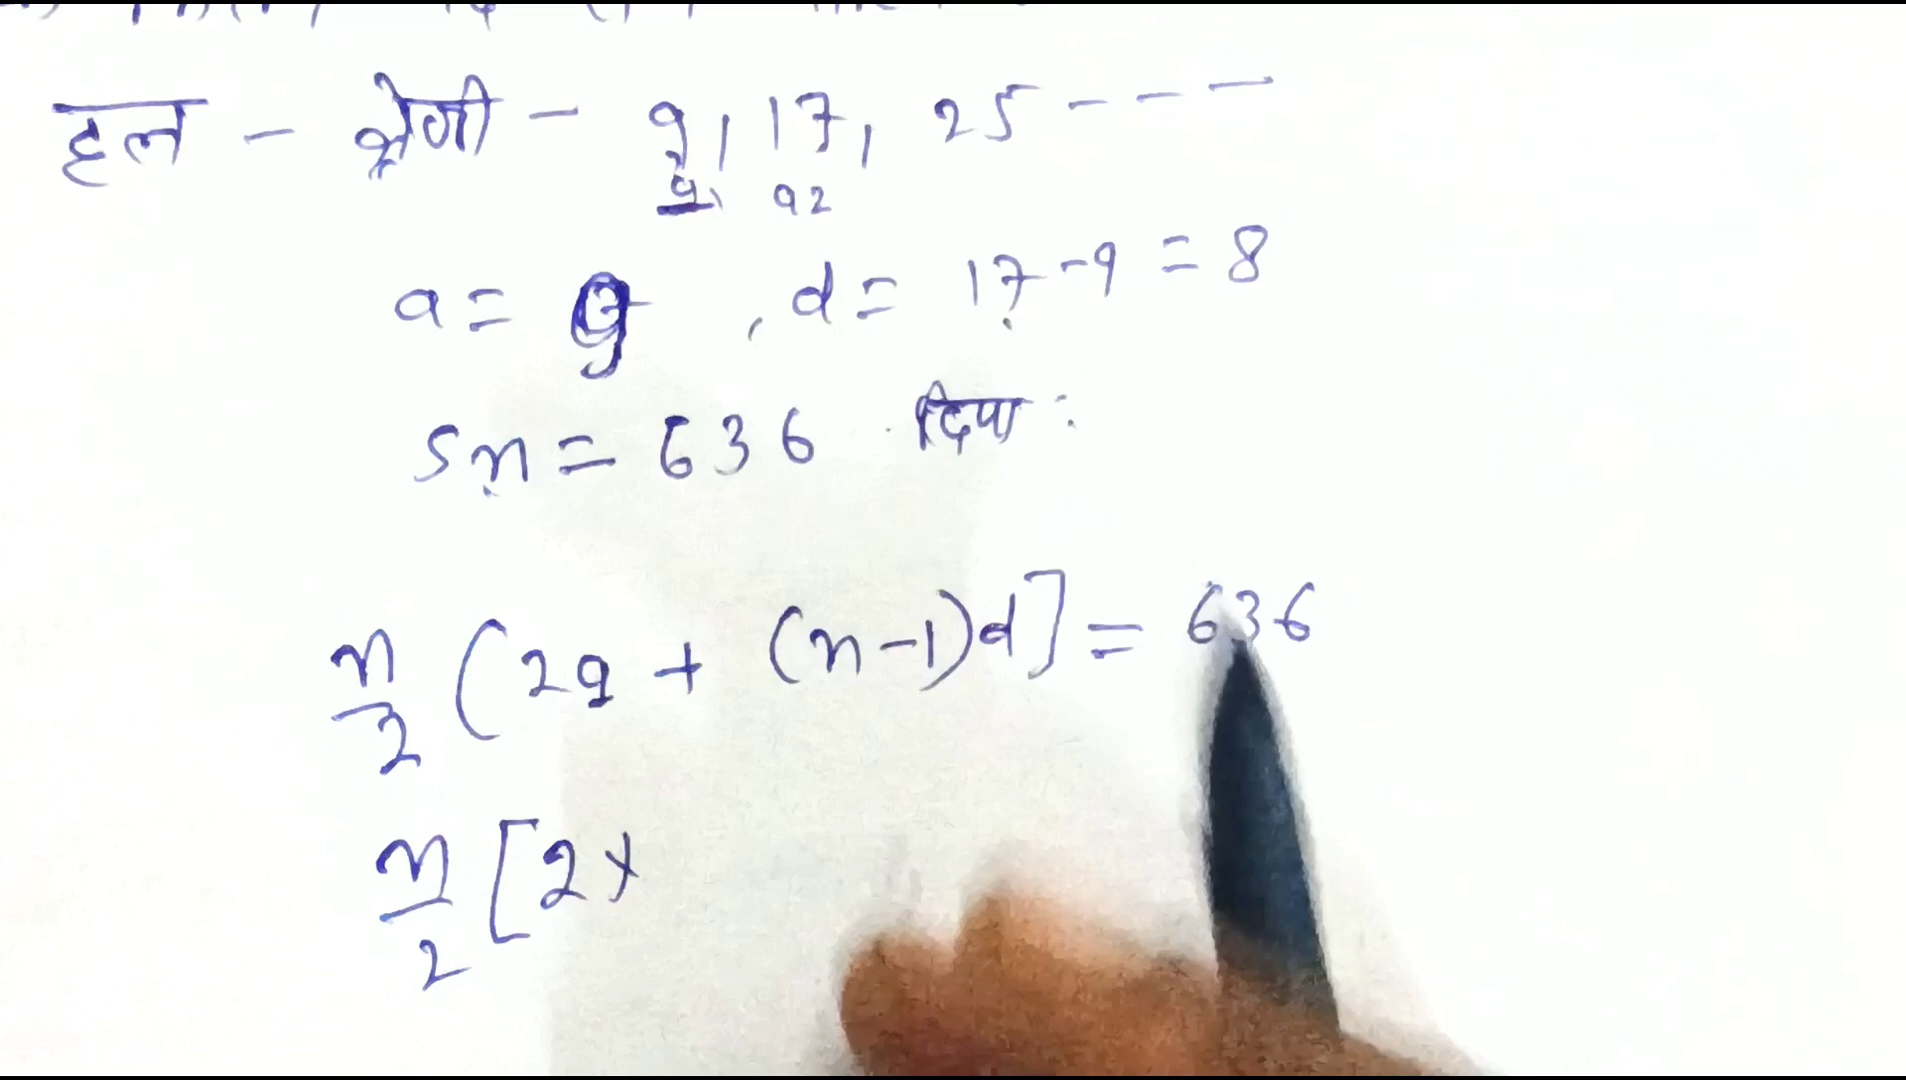 हल - श्रेणी - 9, 17, 25 - - -
a₁ a2
a = 9 , d = 17 - 9 = 8
Sn = 636 दिया :
n/2 (2a + (n-1)d] = 636
n/2 [2×